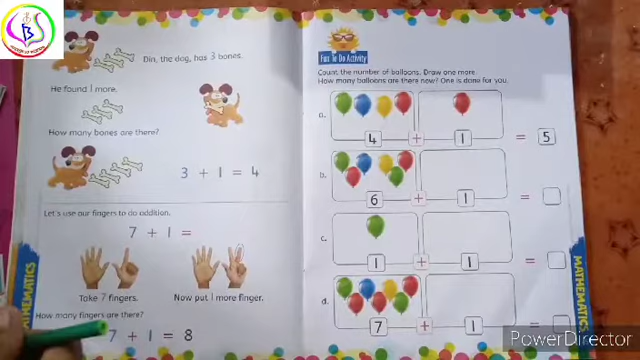 Din, the dog, has 3 bones.
He found 1 more.
How many bones are there?
3 + 1 = 4
Let's use our fingers to do addition.
7 + 1 =
Take 7 fingers.
Now put 1 more finger.
How many fingers are there?
7 + 1 = 8
MATHEMATICS
Fun To Do Activity
Count the number of balloons. Draw one more.
How many balloons are there now? One is done for you.
a.
4 + 1 = 5
b.
6 + 1 =
c.
1 + 1 =
d.
7 + 1 =
MATHEMATICS
PowerDirector